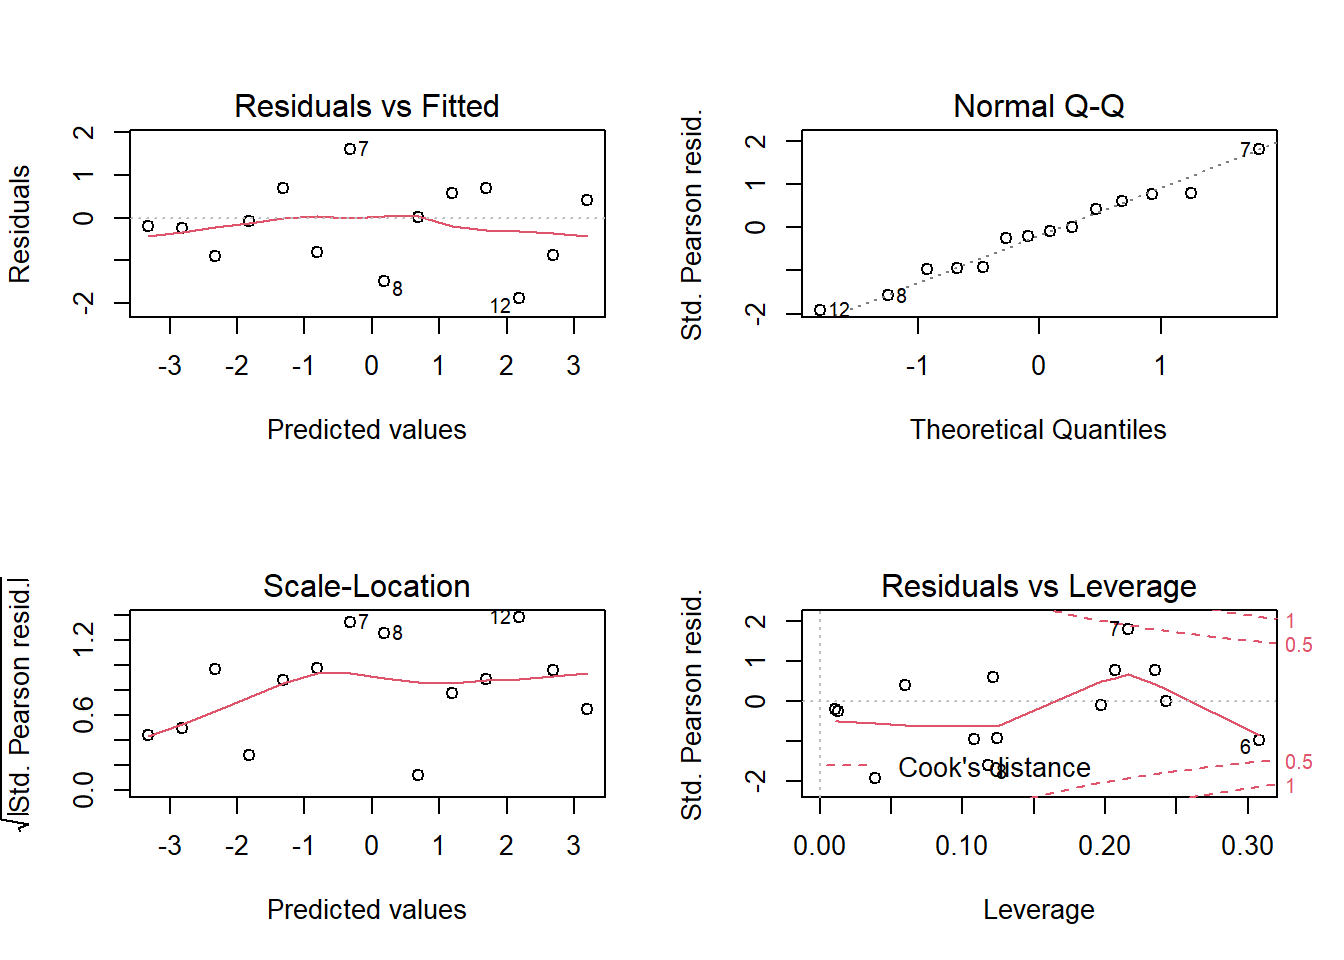 Residuals vs Fitted
Residuals
2
1
0
-2
7
8
12
-3 -2 -1 0 1 2 3
Predicted values
Normal Q-Q
Std. Pearson resid.
2
1
0
-2
7
8
12
-1 0 1
Theoretical Quantiles
Scale-Location
√|Std. Pearson resid.|
1.2
0.6
0.0
7
8
12
-3 -2 -1 0 1 2 3
Predicted values
Residuals vs Leverage
Std. Pearson resid.
2
1
0
-2
7
8
6
1
0.5
0.5
1
Cook's distance
0.00 0.10 0.20 0.30
Leverage